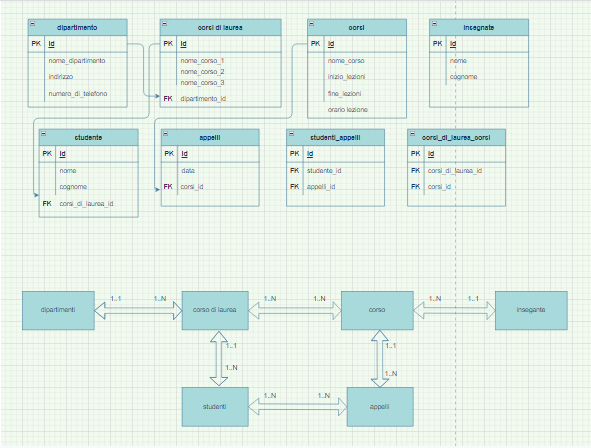 dipartimento
PK id
nome_dipartimento
indirizzo
numero_di_telefono
corsi di laurea
PK id
nome_corso_1
nome_corso_2
nome_corso_3
FK dipartimento_id
corsi
PK id
nome_corso
inizio_lezioni
fine_lezioni
orario lezione
insegnate
PK id
nome
cognome
studente
PK id
nome
cognome
FK corsi_di_laurea_id
appelli
PK id
data
FK corsi_id
studenti_appelli
PK id
FK studente_id
FK appelli_id
corsi_di_laurea_corsi
PK id
FK corsi_di_laurea_id
FK corsi_id
dipartimenti
1..1
1..N
corso di laurea
1..N
1..N
corso
1..N
1..1
insegante
1..1
1..N
1..1
1..N
studenti
1..N
1..N
appelli